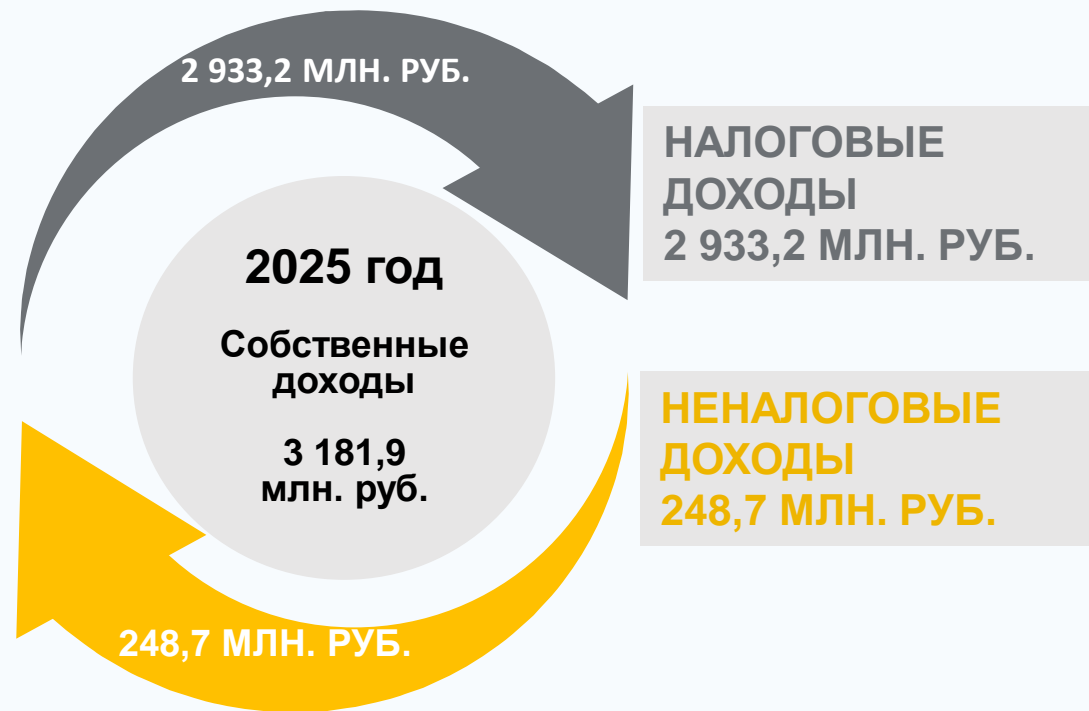 2 933,2 МЛН. РУБ.
НАЛОГОВЫЕ
ДОХОДЫ
2 933,2 МЛН. РУБ.
2025 год
Собственные
доходы
3 181,9
млн. руб.
НЕНАЛОГОВЫЕ
ДОХОДЫ
248,7 МЛН. РУБ.
248,7 МЛН. РУБ.